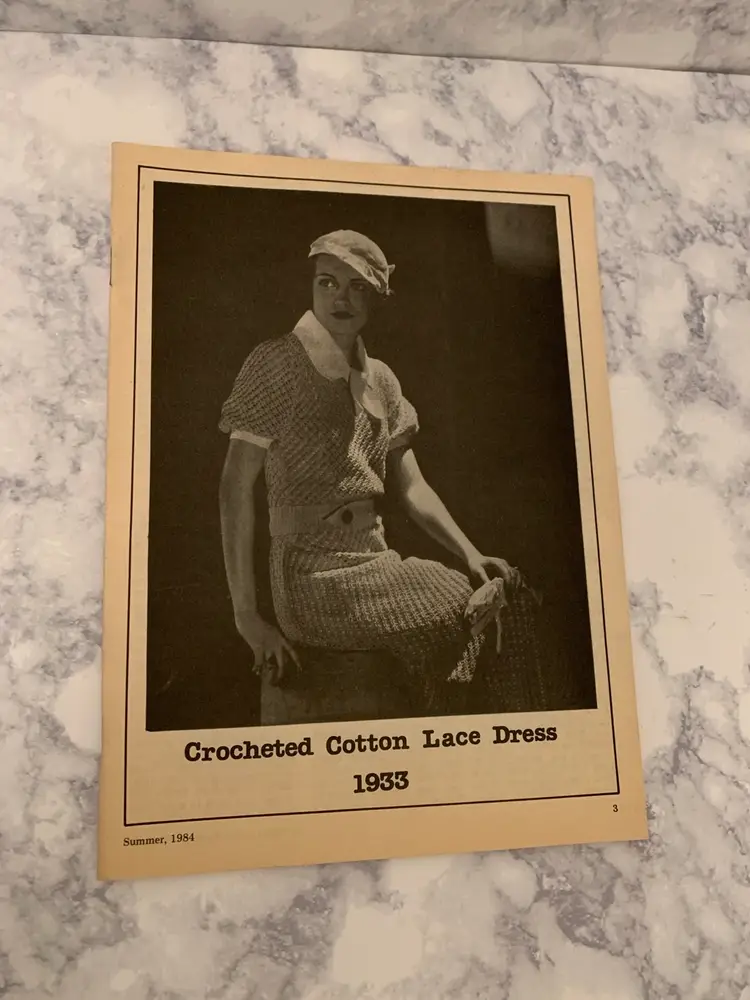 Crocheted Cotton Lace Dress
1933
3
Summer, 1984